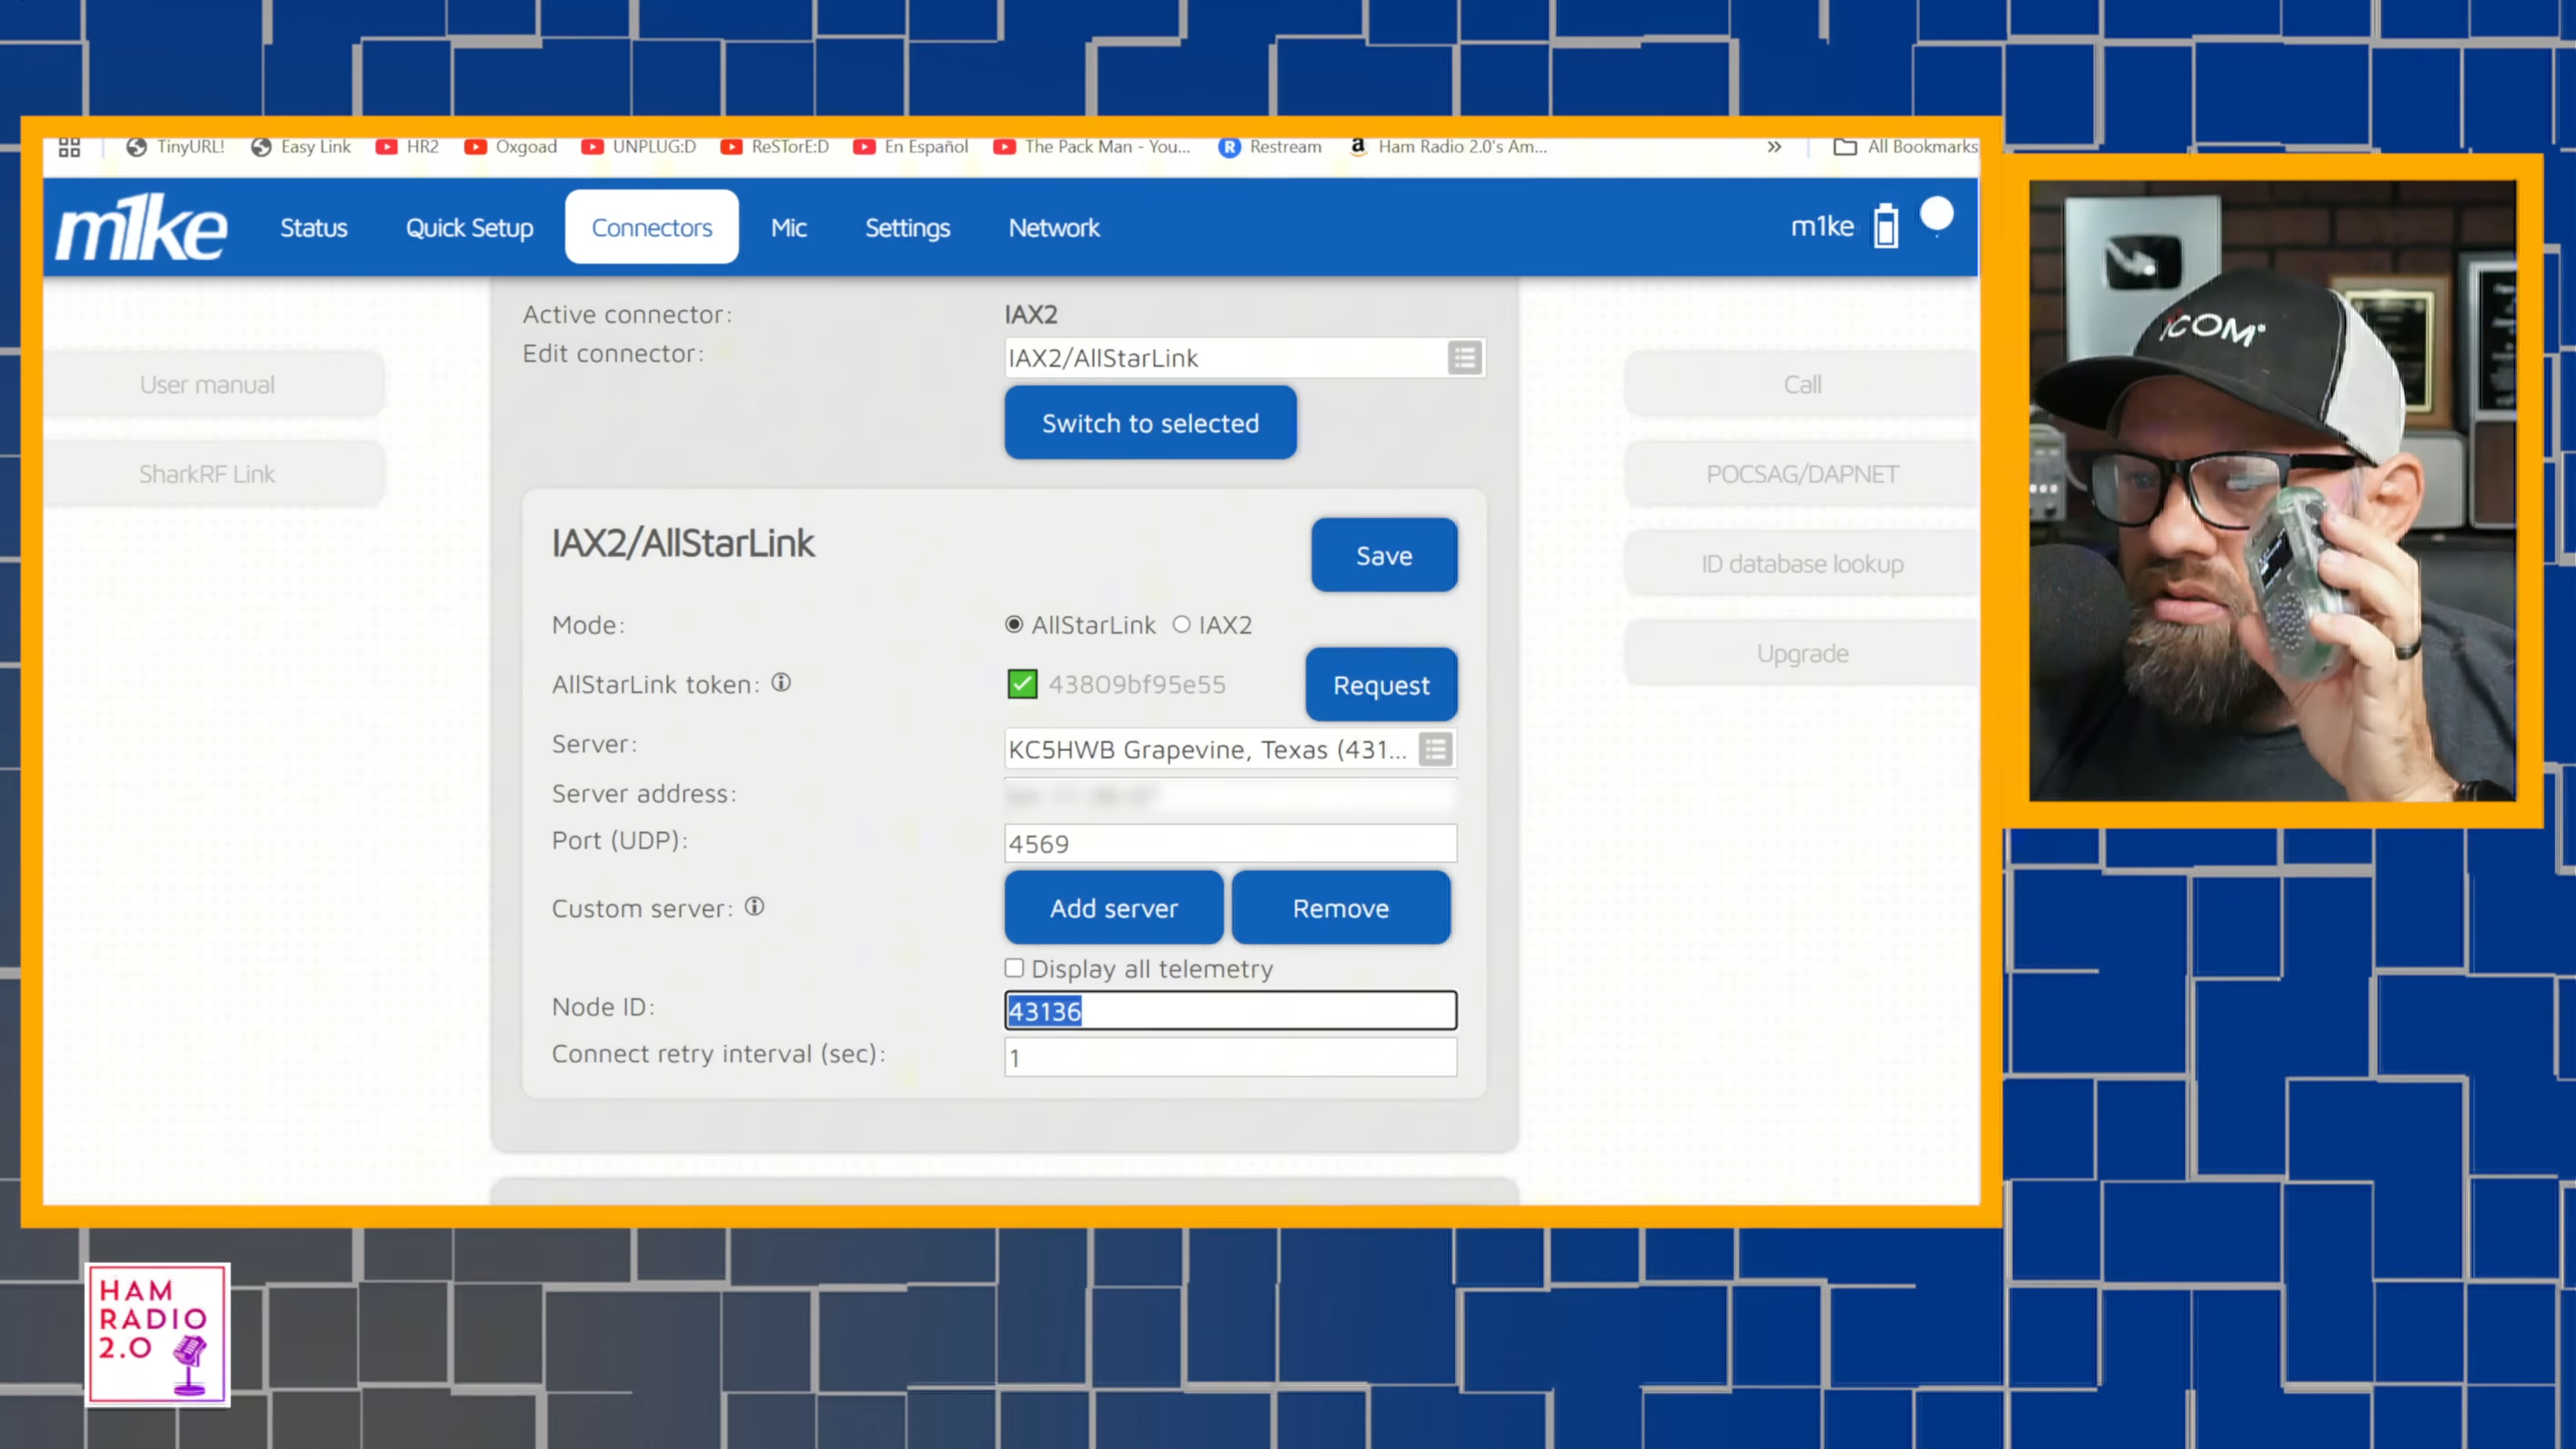 TinyURL! Easy Link HR2 Oxgoad UNPLUG:D ReSTorE:D En Español The Pack Man - You... Restream Ham Radio 2.0's Am... » All Bookmarks
m1ke Status Quick Setup Connectors Mic Settings Network m1ke
User manual
SharkRF Link
Active connector: IAX2
Edit connector: IAX2/AllStarLink
Switch to selected
IAX2/AllStarLink Save
Mode: AllStarLink IAX2
AllStarLink token: 43809bf95e55 Request
Server: KC5HWB Grapevine, Texas (431...
Server address:
Port (UDP): 4569
Custom server: Add server Remove
Display all telemetry
Node ID: 43136
Connect retry interval (sec): 1
Call
POCSAG/DAPNET
ID database lookup
Upgrade
ICOM
HAM
RADIO
2.0